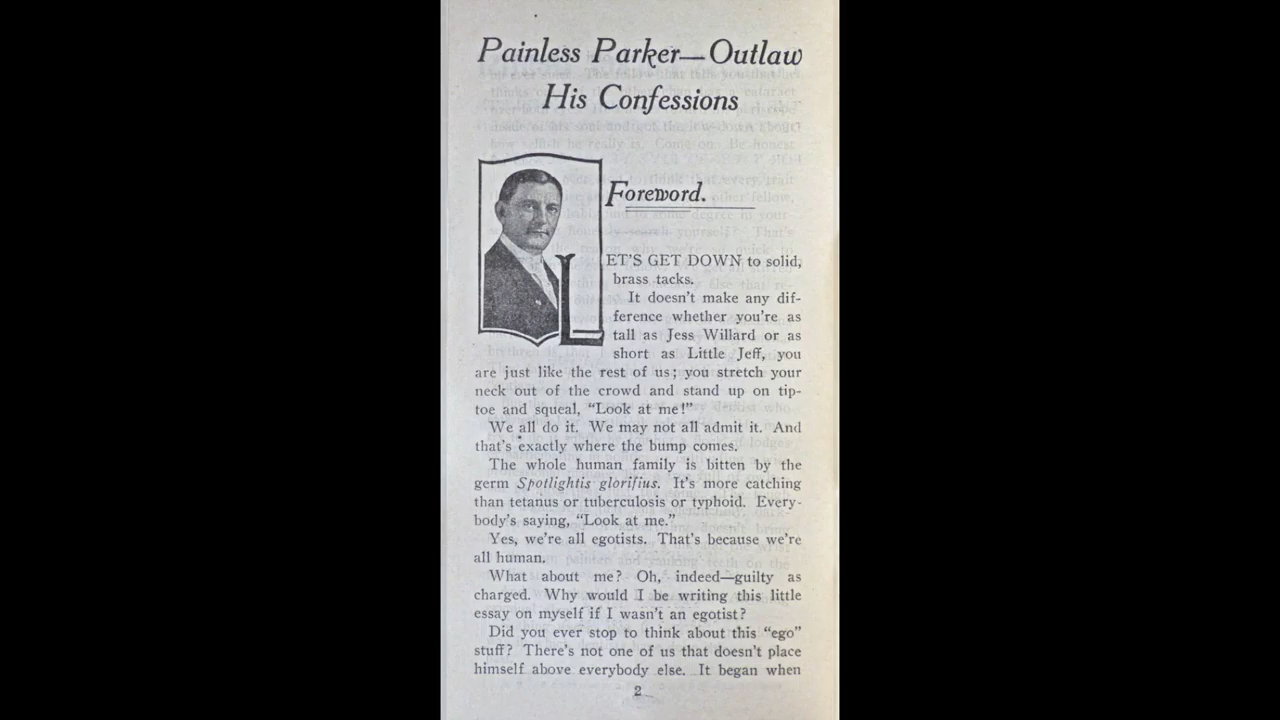 Painless Parker—Outlaw
His Confessions
Foreword.
LET'S GET DOWN to solid,
brass tacks.
It doesn't make any dif-
ference whether you're as
tall as Jess Willard or as
short as Little Jeff, you
are just like the rest of us; you stretch your
neck out of the crowd and stand up on tip-
toe and squeal, "Look at me!"
We all do it. We may not all admit it. And
that's exactly where the bump comes.
The whole human family is bitten by the
germ Spotlightis glorifius. It's more catching
than tetanus or tuberculosis or typhoid. Every-
body's saying, "Look at me."
Yes, we're all egotists. That's because we're
all human.
What about me? Oh, indeed—guilty as
charged. Why would I be writing this little
essay on myself if I wasn't an egotist?
Did you ever stop to think about this "ego"
stuff? There's not one of us that doesn't place
himself above everybody else. It began when
2